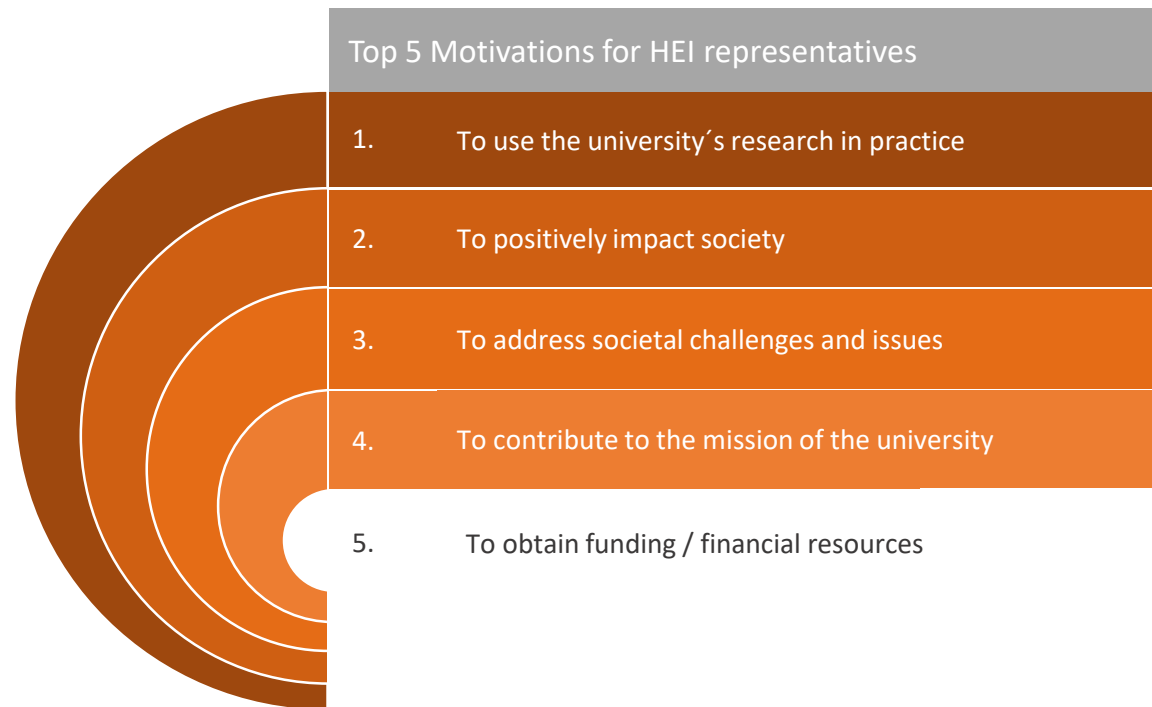 Top 5 Motivations for HEI representatives
1. To use the university´s research in practice
2. To positively impact society
3. To address societal challenges and issues
4. To contribute to the mission of the university
5. To obtain funding / financial resources